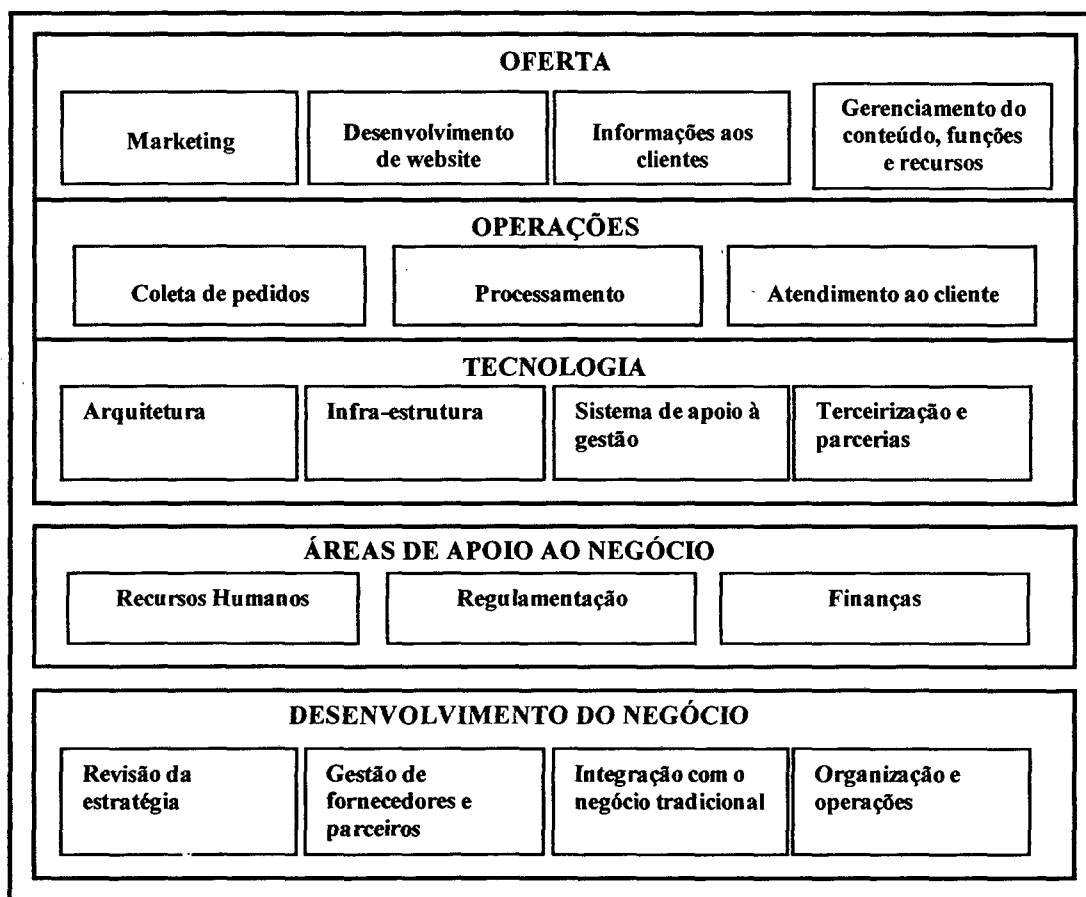 OFERTA
Marketing
Desenvolvimento
de website
Informações aos
clientes
Gerenciamento do
conteúdo, funções
e recursos
OPERAÇÕES
Coleta de pedidos
Processamento
Atendimento ao cliente
TECNOLOGIA
Arquitetura
Infra-estrutura
Sistema de apoio à
gestão
Terceirização e
parcerias
ÁREAS DE APOIO AO NEGÓCIO
Recursos Humanos
Regulamentação
Finanças
DESENVOLVIMENTO DO NEGÓCIO
Revisão da
estratégia
Gestão de
fornecedores e
parceiros
Integração com o
negócio tradicional
Organização e
operações